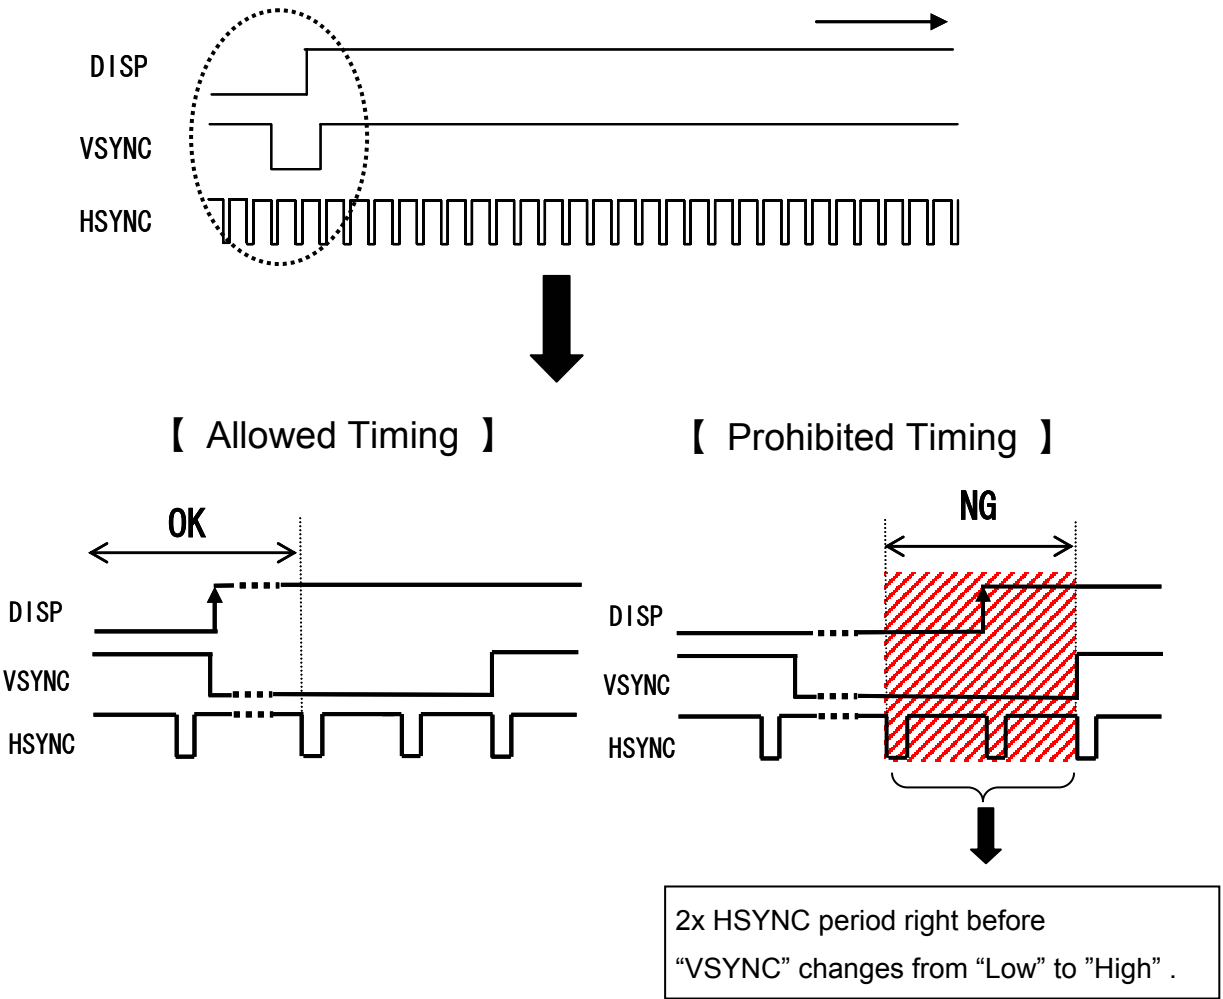 DISP
VSYNC
HSYNC
【 Allowed Timing 】
【 Prohibited Timing 】
OK
DISP
VSYNC
HSYNC
NG
DISP
VSYNC
HSYNC
2x HSYNC period right before
“VSYNC” changes from “Low” to ”High” .